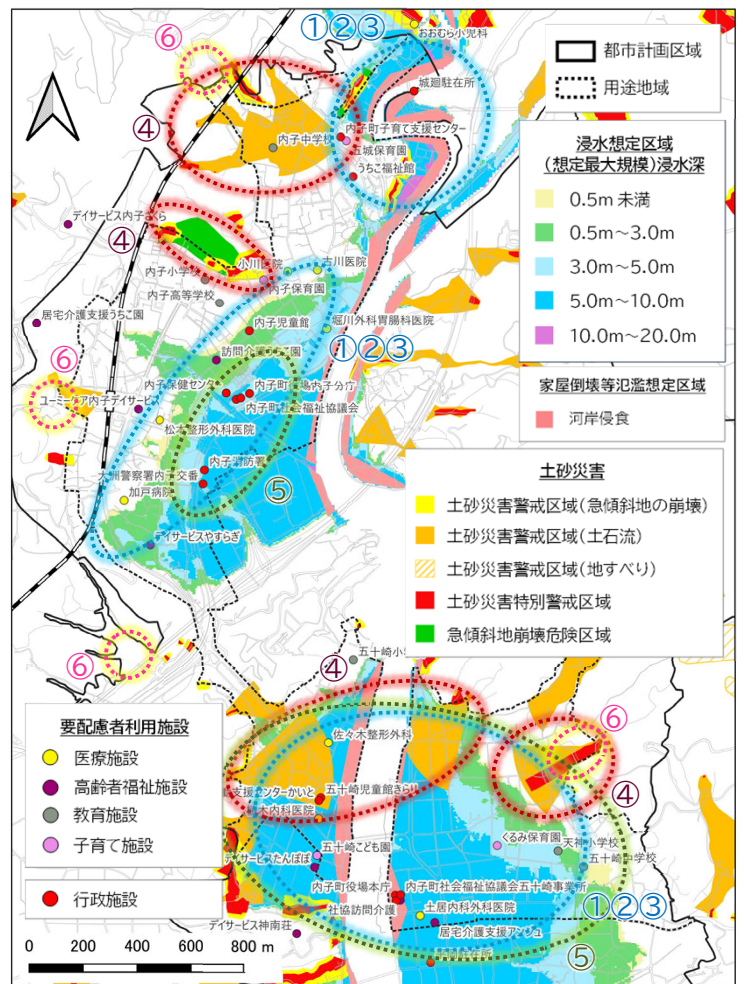 ⑥
①②③
おおむら小児科
城廻駐在所
④
内子町子育て支援センター
内子中学校
五城保育園
うちこ福祉館
デイサービス内子さくら
④
小川医院
古川医院
内子小学校
内子保育園
内子高等学校
居宅介護支援うちこ園
内子児童館
堀川外科胃腸科医院
①②③
⑥
内子保健センター
内子町役場内子分庁
ユーミーケア内子デイサービス
内子町社会福祉協議会
松本整形外科医院
大洲警察署内子交番
内子消防署
加戸病院
⑤
デイサービスやすらぎ
⑥
五十崎小
④
⑥
佐々木整形外科
④
支援センターかいと
五十崎児童館きらり
木内科医院
くるみ保育園
天神小学校
五十崎こども園
五十崎中学校
デイサービスたんぽぽ
内子町役場本庁
内子町社会福祉協議会五十崎事業所
社協訪問介護
土居内科外科医院
①②③
デイサービス神南荘
居宅介護支援アンジュ
⑤
都市計画区域
用途地域
浸水想定区域
(想定最大規模)浸水深
0.5m 未満
0.5m～3.0m
3.0m～5.0m
5.0m～10.0m
10.0m～20.0m
家屋倒壊等氾濫想定区域
河岸侵食
土砂災害
土砂災害警戒区域(急傾斜地の崩壊)
土砂災害警戒区域(土石流)
土砂災害警戒区域(地すべり)
土砂災害特別警戒区域
急傾斜地崩壊危険区域
要配慮者利用施設
医療施設
高齢者福祉施設
教育施設
子育て施設
行政施設
0 200 400 600 800 m